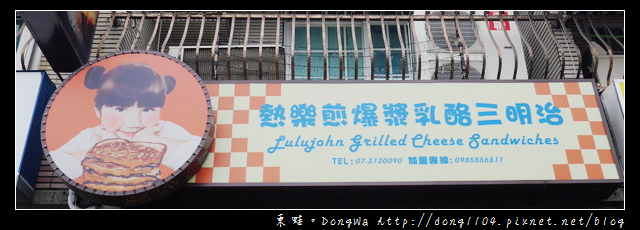 熱樂煎爆漿乳酪三明治
Lulujohn Grilled Cheese Sandwiches
TEL: 07-3130090 加盟專線: 0985556511
東蛙。DongWa http://dong1104.pixnet.net/blog